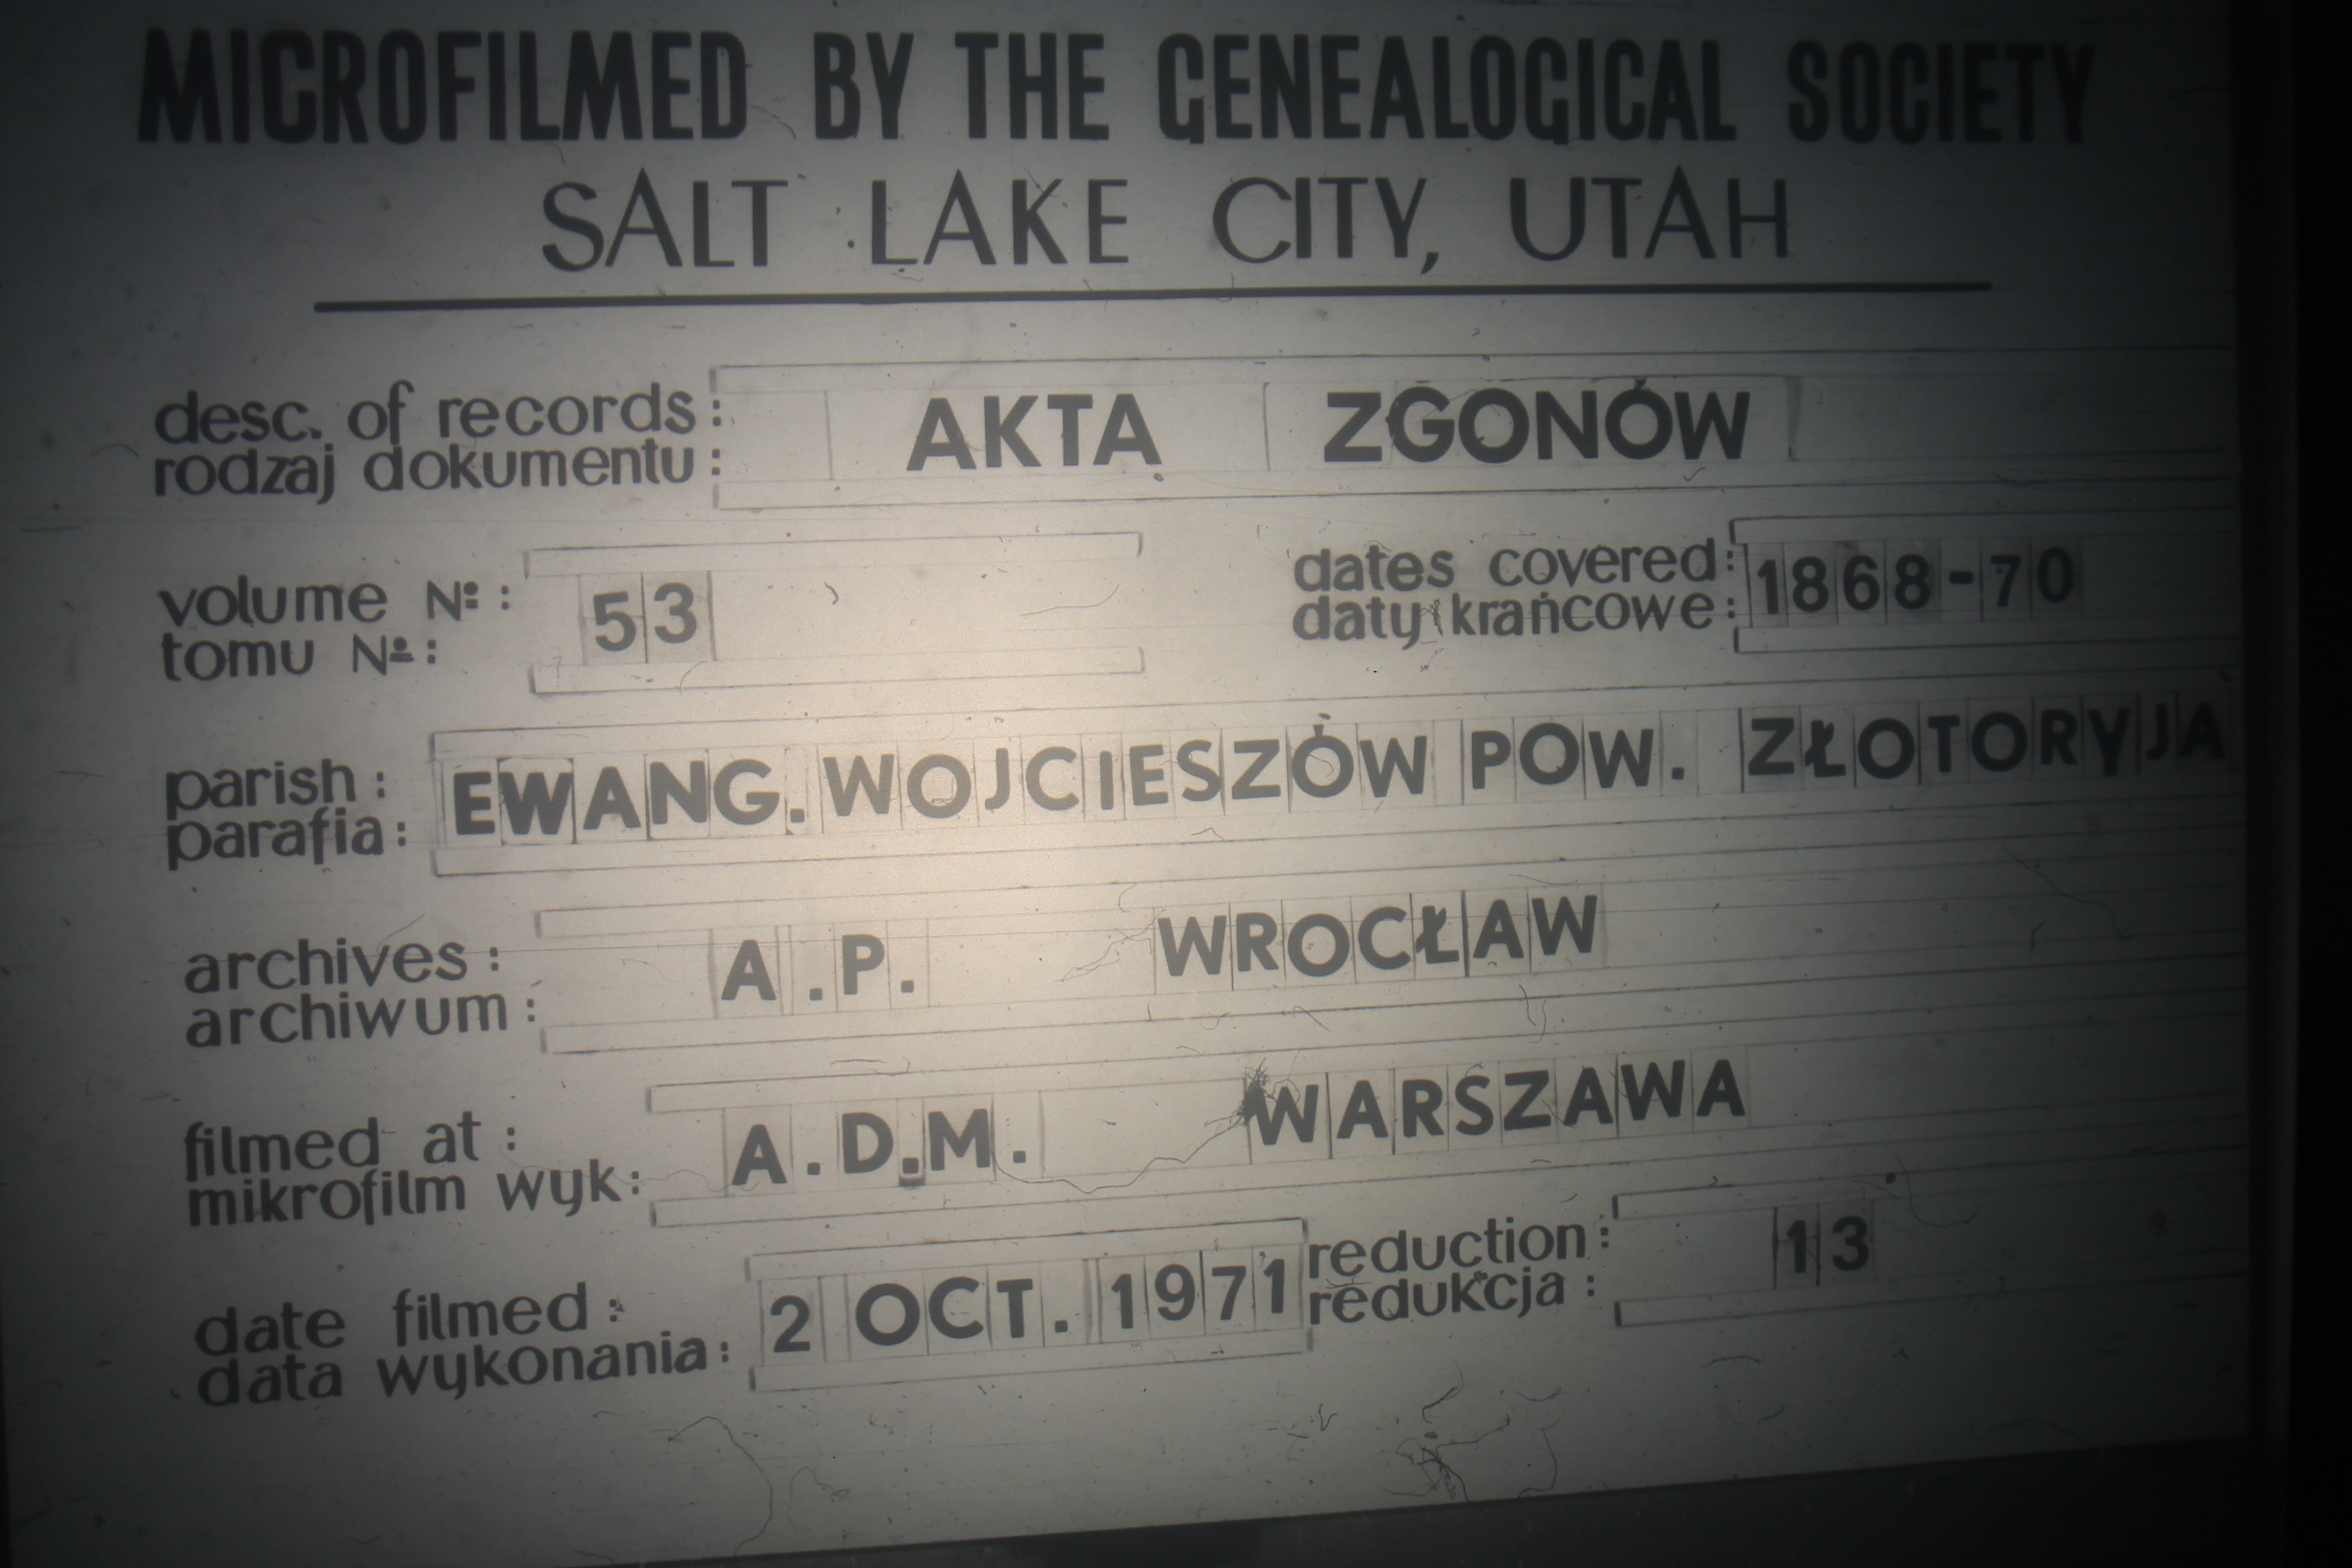 MICROFILMED BY THE GENEALOGICAL SOCIETY
SALT LAKE CITY, UTAH
desc. of records: AKTA ZGONÓW
rodzaj dokumentu:
volume Nº: 53
tomu Nº:
dates covered: 1868-70
daty krańcowe:
parish: EWANG. WOJCIESZÓW POW. ZŁOTORYJA
parafia:
archives: A.P. WROCŁAW
archiwum:
filmed at: A.D.M. WARSZAWA
mikrofilm wyk:
date filmed: 2 OCT. 1971
data wykonania:
reduction: 13
redukcja: